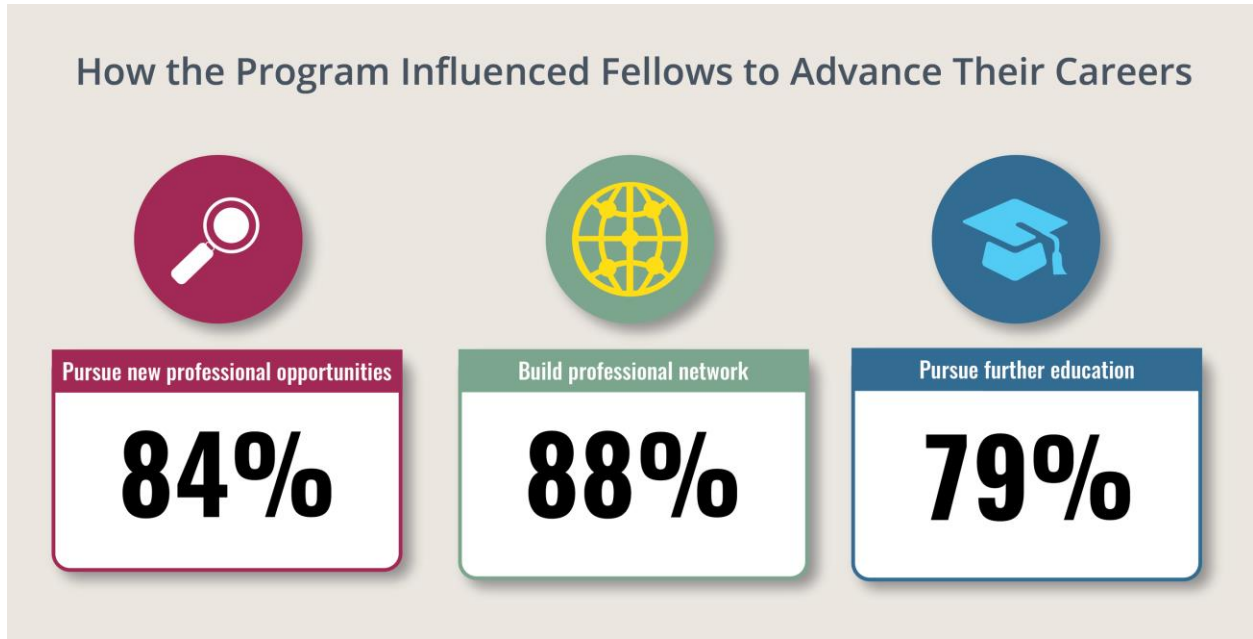 How the Program Influenced Fellows to Advance Their Careers
Pursue new professional opportunities
84%
Build professional network
88%
Pursue further education
79%